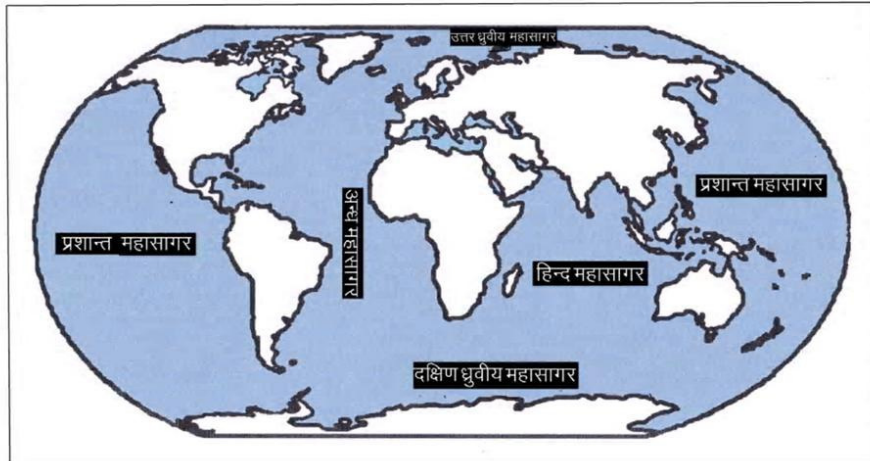 उत्तर ध्रुवीय महासागर
प्रशान्त महासागर
अन्ध महासागर
प्रशान्त महासागर
हिन्द महासागर
दक्षिण ध्रुवीय महासागर